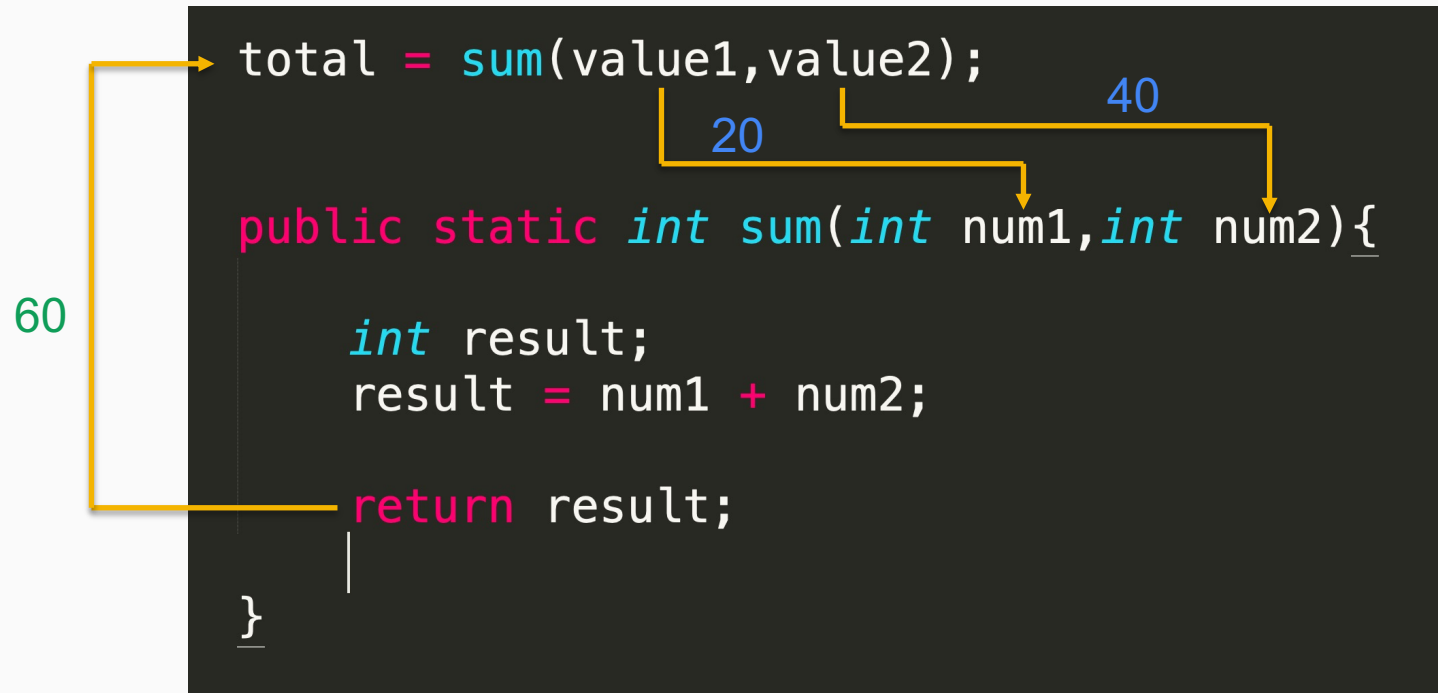 total = sum(value1,value2);
40
20
public static int sum(int num1,int num2){
60
int result;
result = num1 + num2;
return result;
}